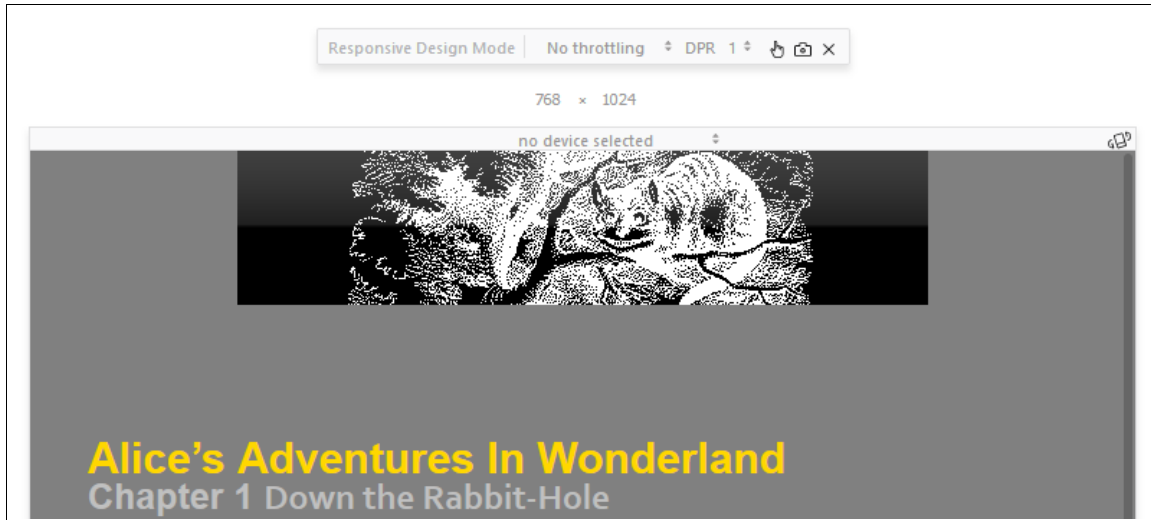 Responsive Design Mode No throttling DPR 1
768 × 1024
no device selected
Alice’s Adventures In Wonderland
Chapter 1 Down the Rabbit-Hole